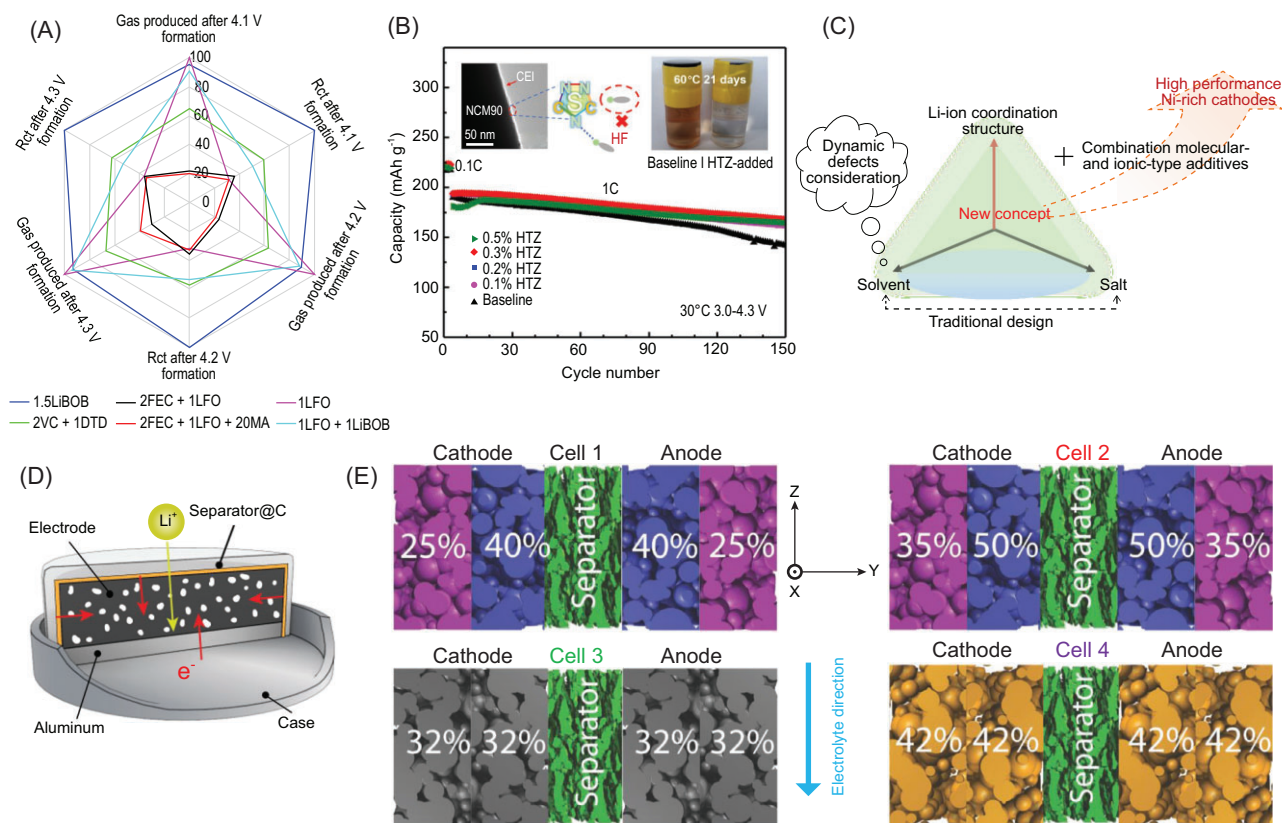 (A)
Gas produced after 4.1 V
formation
100
80
60
40
20
0
Rct after 4.1 V
formation
Gas produced after 4.2 V
formation
Rct after 4.2 V
formation
Gas produced after 4.3 V
formation
Rct after 4.3 V
formation
1.5LiBOB
2FEC + 1LFO
1LFO
2VC + 1DTD
2FEC + 1LFO + 20MA
1LFO + 1LiBOB
(B)
Capacity (mAh g⁻¹)
300
250
200
150
100
50
0
30
60
90
120
150
Cycle number
CEI
NCM90
50 nm
N N
C S C
N
HF
60°C 21 days
Baseline I HTZ-added
0.1C
1C
0.5% HTZ
0.3% HTZ
0.2% HTZ
0.1% HTZ
Baseline
30°C 3.0-4.3 V
(C)
High performance
Ni-rich cathodes
Li-ion corrdination
structure
+
Combination molecular-
and ionic-type additives
Dynamic
defects
consideration
New concept
Solvent
Salt
Traditional design
(D)
Electrode
Li⁺
Separator@C
e⁻
Aluminum
Case
(E)
Cathode Cell 1 Anode
25% 40% Separator 40% 25%
Z
Y
X
Cathode Cell 2 Anode
35% 50% Separator 50% 35%
Cathode Cell 3 Anode
32% 32% Separator 32% 32%
Electrolyte direction
Cathode Cell 4 Anode
42% 42% Separator 42% 42%